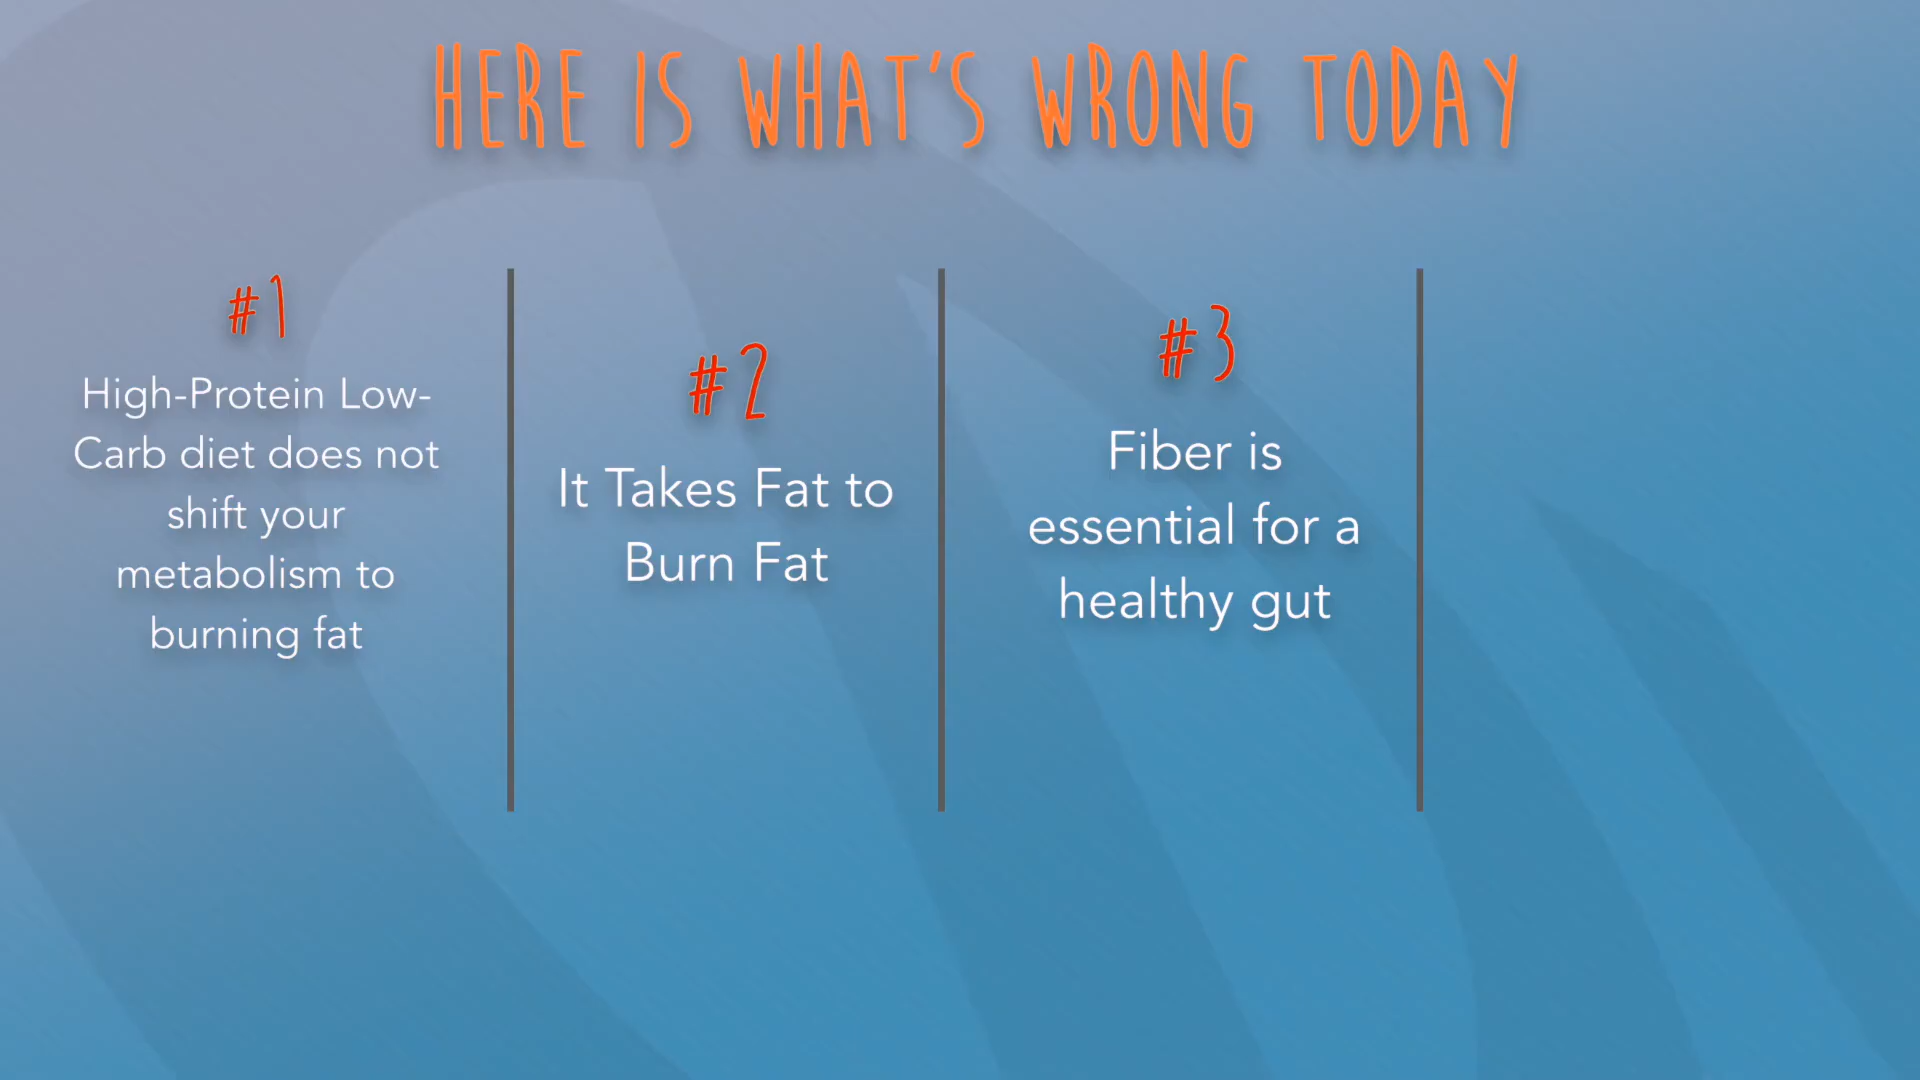 HERE IS WHAT'S WRONG TODAY
#1
High-Protein Low-
Carb diet does not
shift your
metabolism to
burning fat
#2
It Takes Fat to
Burn Fat
#3
Fiber is
essential for a
healthy gut